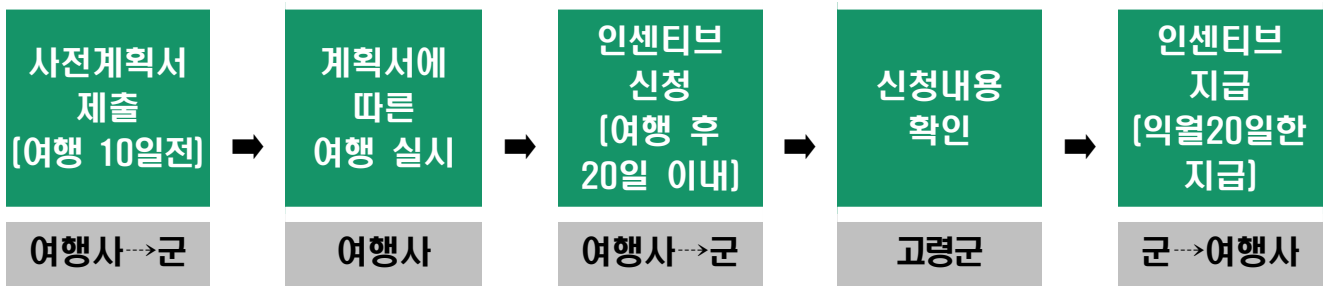 사전계획서
제출
(여행 10일전)
➡
계획서에
따른
여행 실시
➡
인센티브
신청
(여행 후
20일 이내)
➡
신청내용
확인
➡
인센티브
지급
(익월20일한
지급)
여행사→군
여행사
여행사→군
고령군
군→여행사